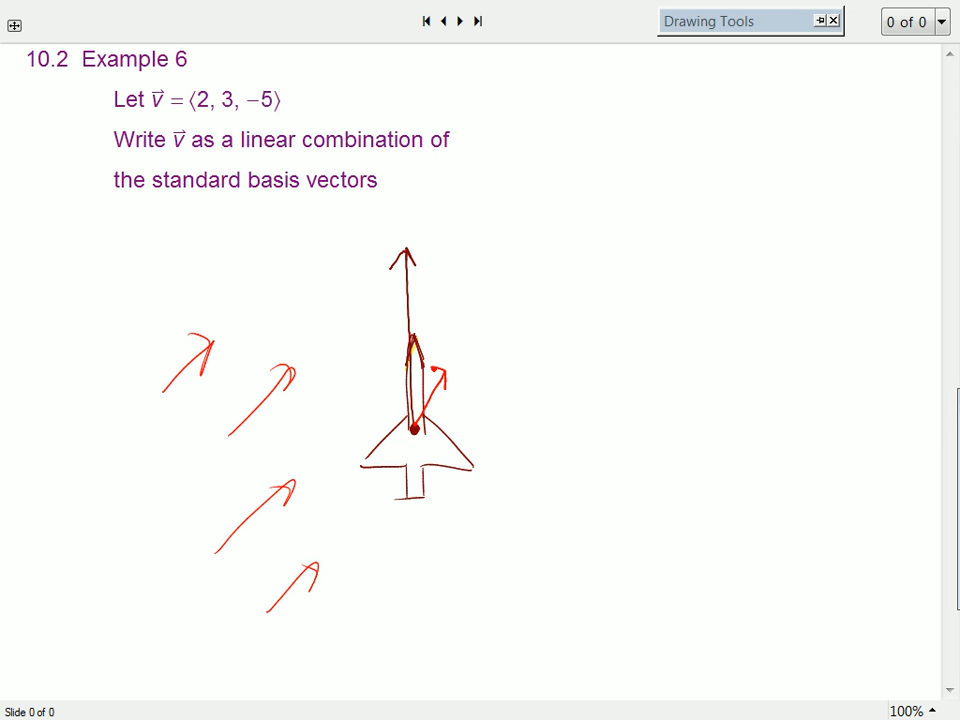 Drawing Tools
0 of 0
10.2 Example 6
Let v⃗ = ⟨2, 3, −5⟩
Write v⃗ as a linear combination of
the standard basis vectors
Slide 0 of 0
100%